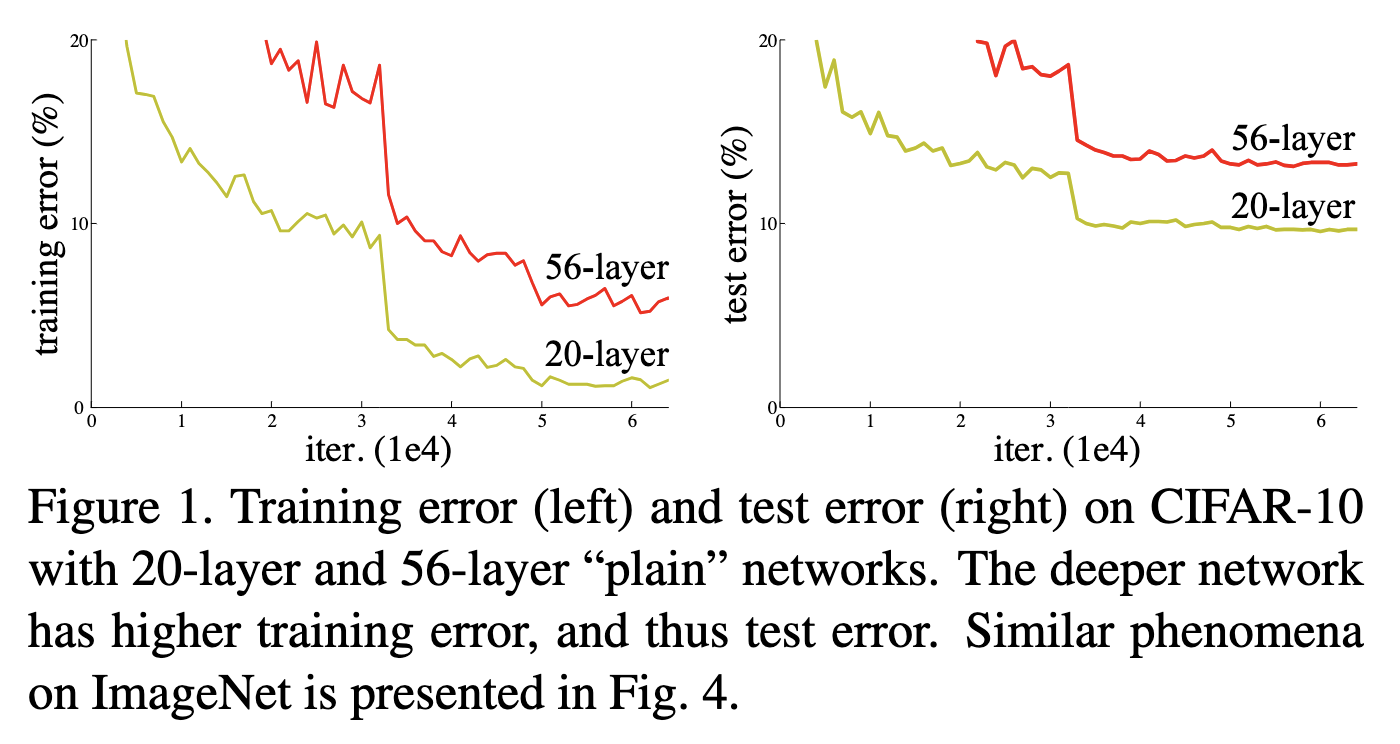 20
10
0
training error (%)
56-layer
20-layer
0 1 2 3 4 5 6
iter. (1e4)
20
10
0
test error (%)
56-layer
20-layer
0 1 2 3 4 5 6
iter. (1e4)
Figure 1. Training error (left) and test error (right) on CIFAR-10
with 20-layer and 56-layer “plain” networks. The deeper network
has higher training error, and thus test error. Similar phenomena
on ImageNet is presented in Fig. 4.